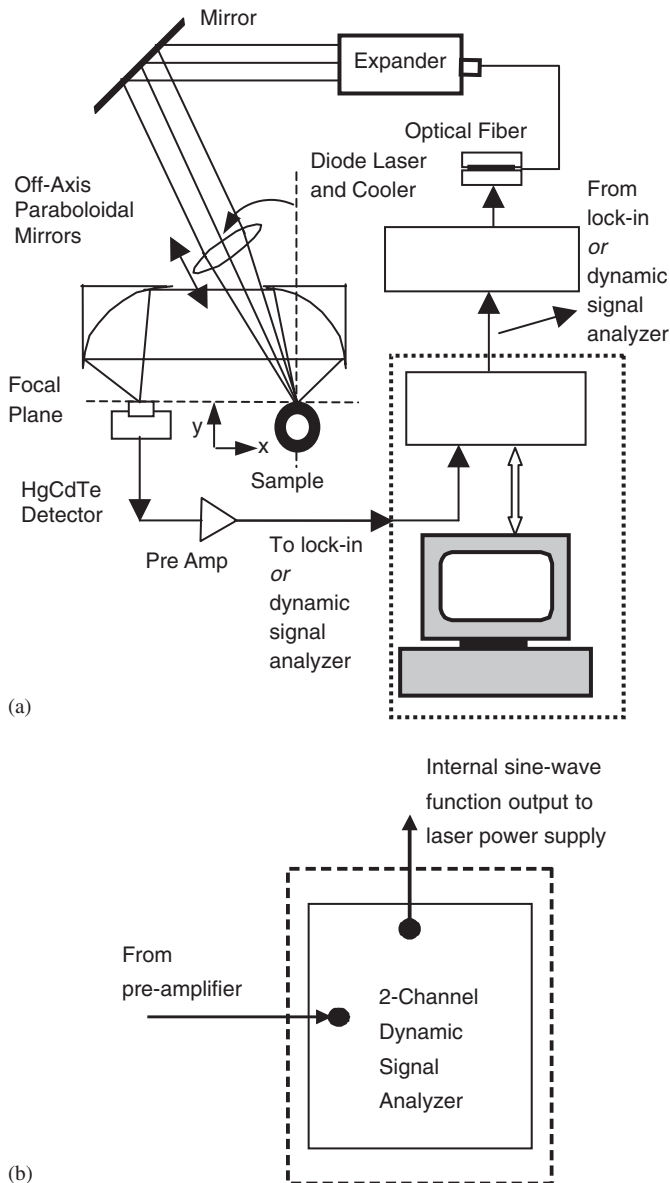 Mirror
Expander
Optical Fiber
Diode Laser
and Cooler
Off-Axis
Paraboloidal
Mirrors
From
lock-in
or
dynamic
signal
analyzer
Focal
Plane
y
x
Sample
HgCdTe
Detector
Pre Amp
To lock-in
or
dynamic
signal
analyzer
(a)
Internal sine-wave
function output to
laser power supply
From
pre-amplifier
2-Channel
Dynamic
Signal
Analyzer
(b)